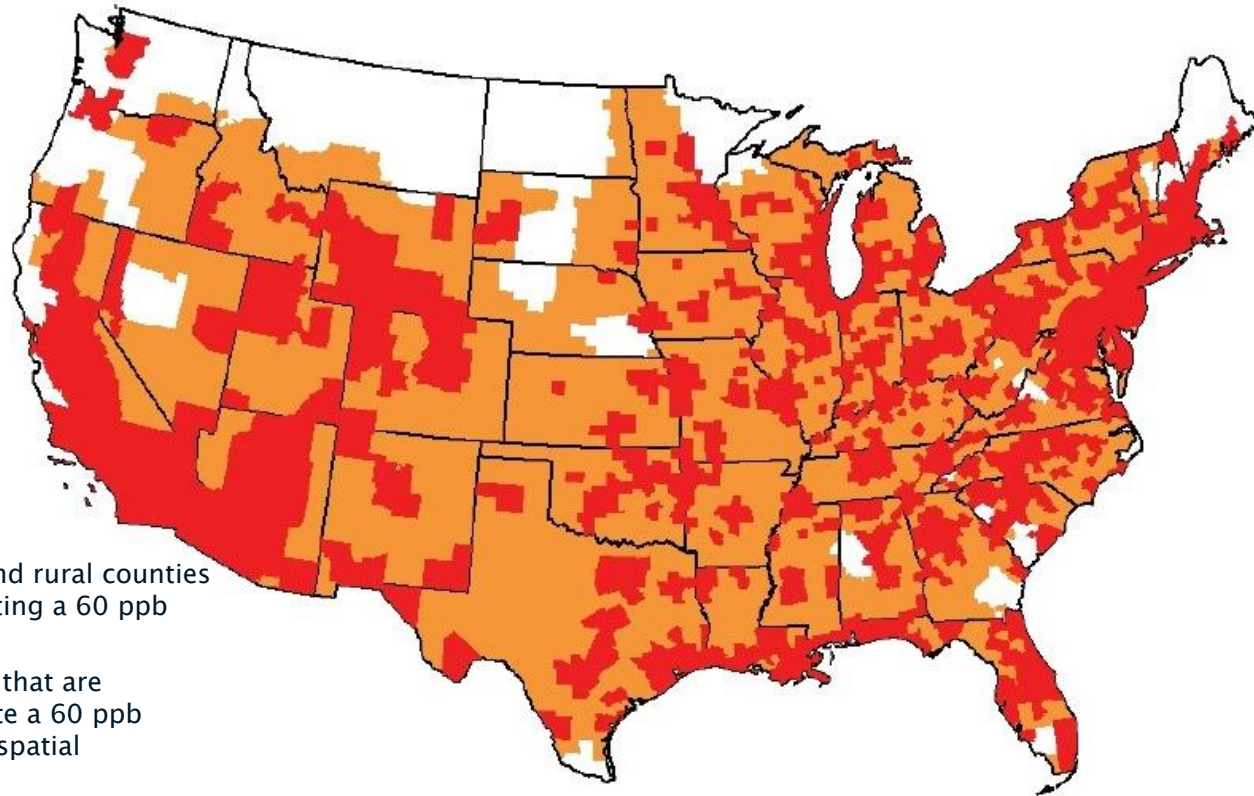 nd rural counties
ting a 60 ppb
that are
te a 60 ppb
spatial